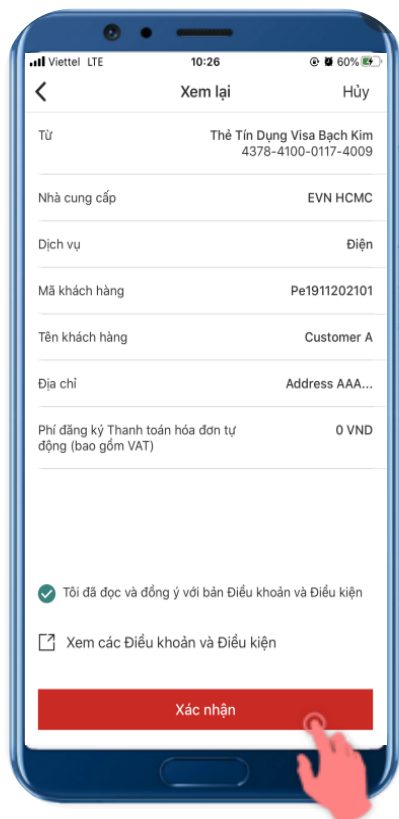 Viettel LTE 10:26 60%
Xem lại Hủy
Từ Thẻ Tín Dụng Visa Bạch Kim
4378-4100-0117-4009
Nhà cung cấp EVN HCMC
Dịch vụ Điện
Mã khách hàng Pe1911202101
Tên khách hàng Customer A
Địa chỉ Address AAA...
Phí đăng ký Thanh toán hóa đơn tự 0 VND
động (bao gồm VAT)
Tôi đã đọc và đồng ý với bản Điều khoản và Điều kiện
Xem các Điều khoản và Điều kiện
Xác nhận